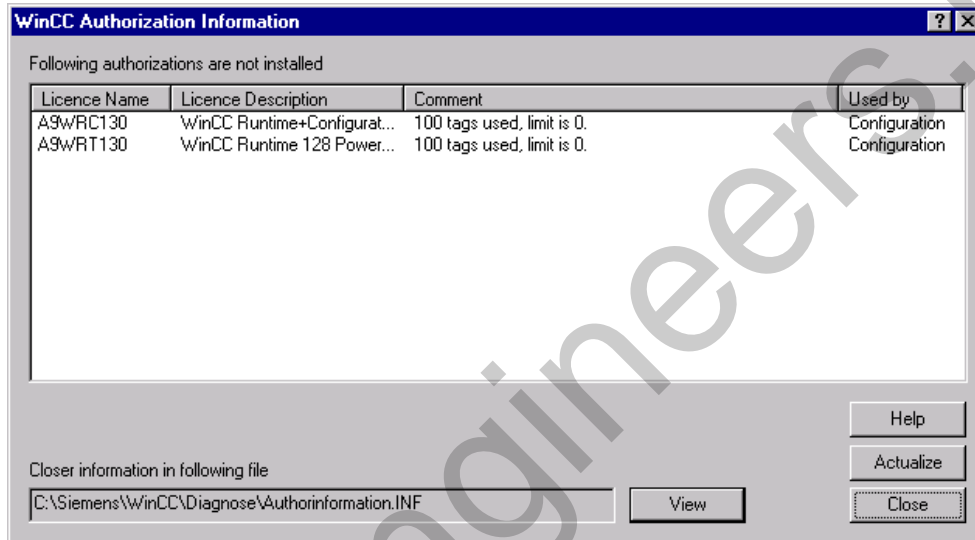 WinCC Authorization Information
Following authorizations are not installed
Licence Name Licence Description Comment Used by
A9WRC130 WinCC Runtime+Configurat... 100 tags used, limit is 0. Configuration
A9WRT130 WinCC Runtime 128 Power... 100 tags used, limit is 0. Configuration
Help
Closer information in following file
Actualize
C:\Siemens\WinCC\Diagnose\Authorinformation.INF View Close
ngineers.